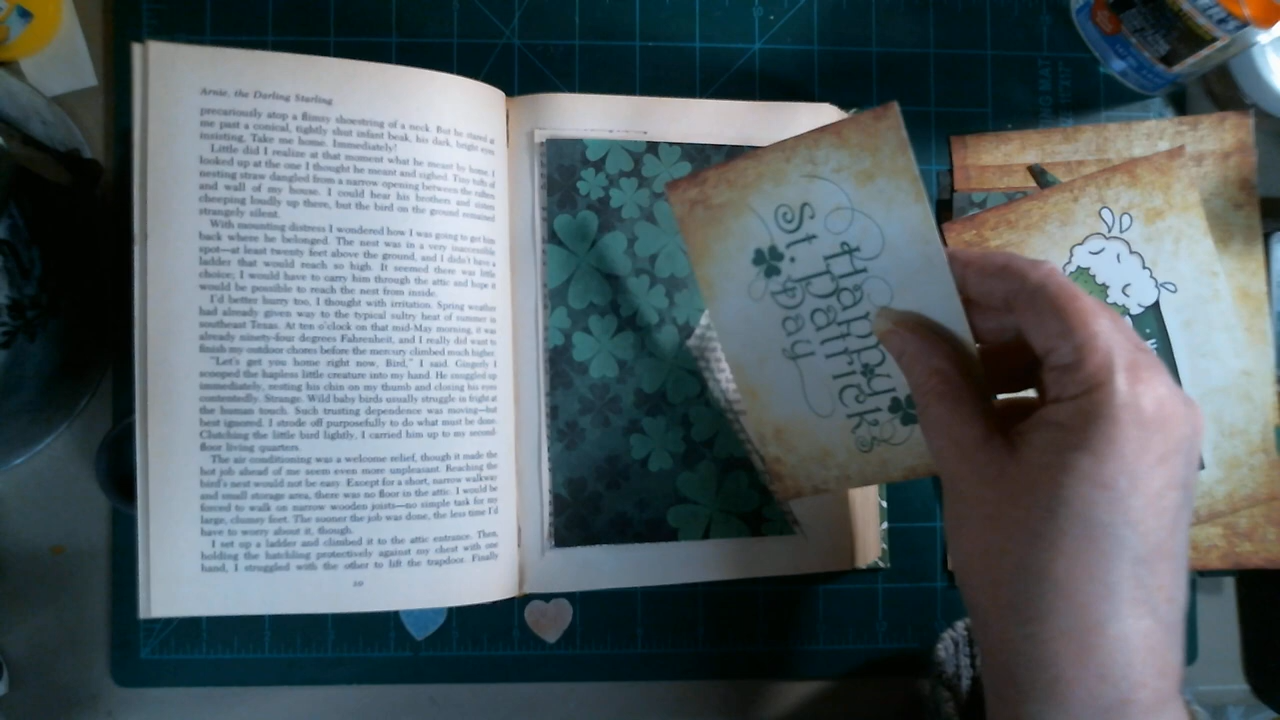 Arnie, the Darling Starling
precariously atop a flimsy shoestring of a neck. But he stared at
me past a conical, tightly shut infant beak, his dark, bright eyes
insisting, Take me home. Immediately!
Little did I realize at that moment what he meant by home. I
looked up at the one I thought he meant and sighed. Tiny tufts of
nesting straw dangled from a narrow opening between the rafters
and wall of my house. I could hear his brothers and sisters
cheeping loudly up there, but the bird on the ground remained
strangely silent.
With mounting distress I wondered how I was going to get him
back where he belonged. The nest was in a very inaccessible
spot—at least twenty feet above the ground, and I didn't have a
ladder that would reach so high. It seemed there was little
choice; I would have to carry him through the attic and hope it
would be possible to reach the nest from inside.
I'd better hurry too, I thought with irritation. Spring weather
had already given way to the typical sultry heat of summer in
southeast Texas. At ten o'clock on that mid-May morning, it was
already ninety-four degrees Fahrenheit, and I really did want to
finish my outdoor chores before the mercury climbed much higher.
"Let's get you home right now, Bird," I said. Gingerly I
scooped the hapless little creature into my hand. He snuggled up
immediately, resting his chin on my thumb and closing his eyes
contentedly. Strange. Wild baby birds usually struggle in fright at
the human touch. Such trusting dependence was moving—but
best ignored. I strode off purposefully to do what must be done.
Clutching the little bird lightly, I carried him up to my second-
floor living quarters.
The air conditioning was a welcome relief, though it made the
hot job ahead of me seem even more unpleasant. Reaching the
bird's nest would not be easy. Except for a short, narrow walkway
and small storage area, there was no floor in the attic. I would be
forced to walk on narrow wooden joists—no simple task for my
large, clumsy feet. The sooner the job was done, the less time I'd
have to worry about it, though.
I set up a ladder and climbed it to the attic entrance. Then,
holding the hatchling protectively against my chest with one
hand, I struggled with the other to lift the trapdoor. Finally
20
Happy
St. Patrick's
Day